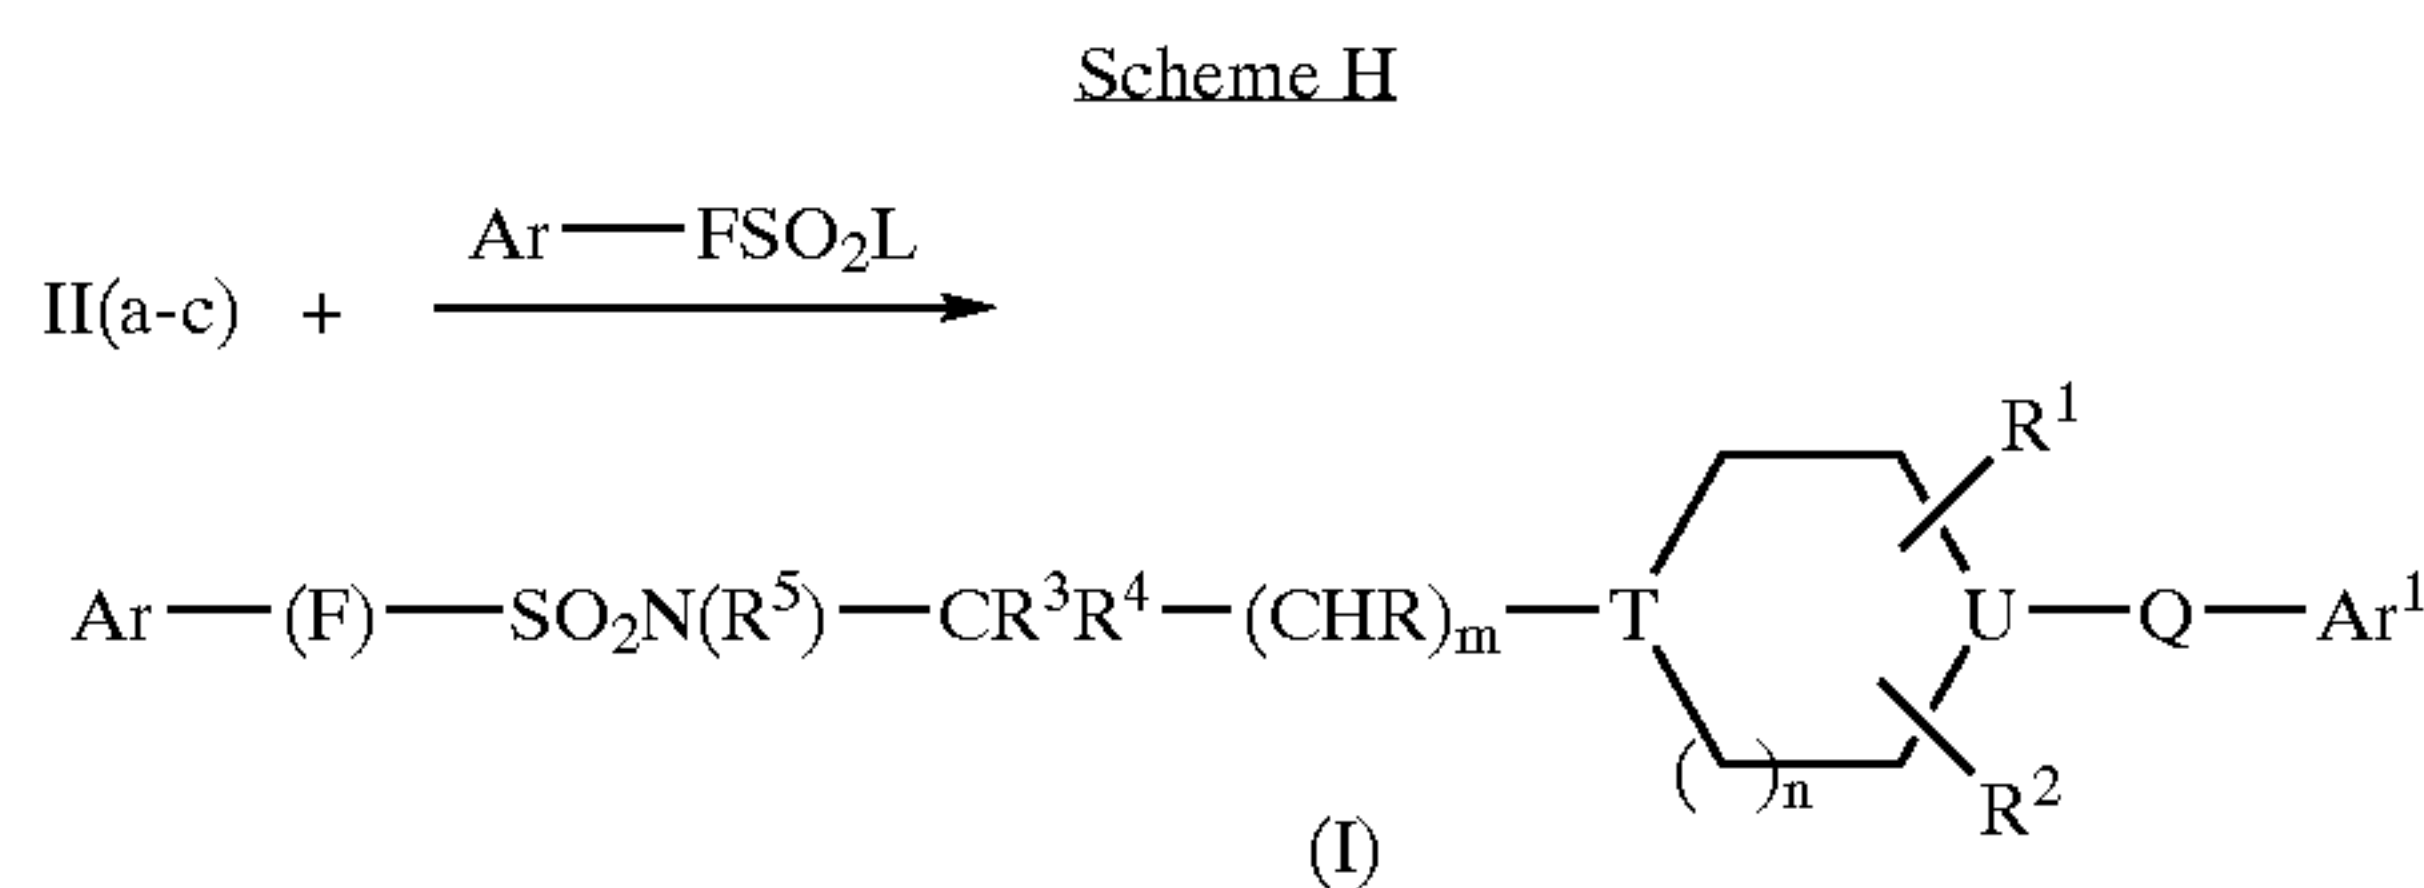 Scheme H
Ar—FSO₂L
II(a-c) +
R¹
Ar—(F)—SO₂N(R⁵)—CR³R⁴—(CHR)ₘ—T U—Q—Ar¹
( )ₙ
R²
(I)